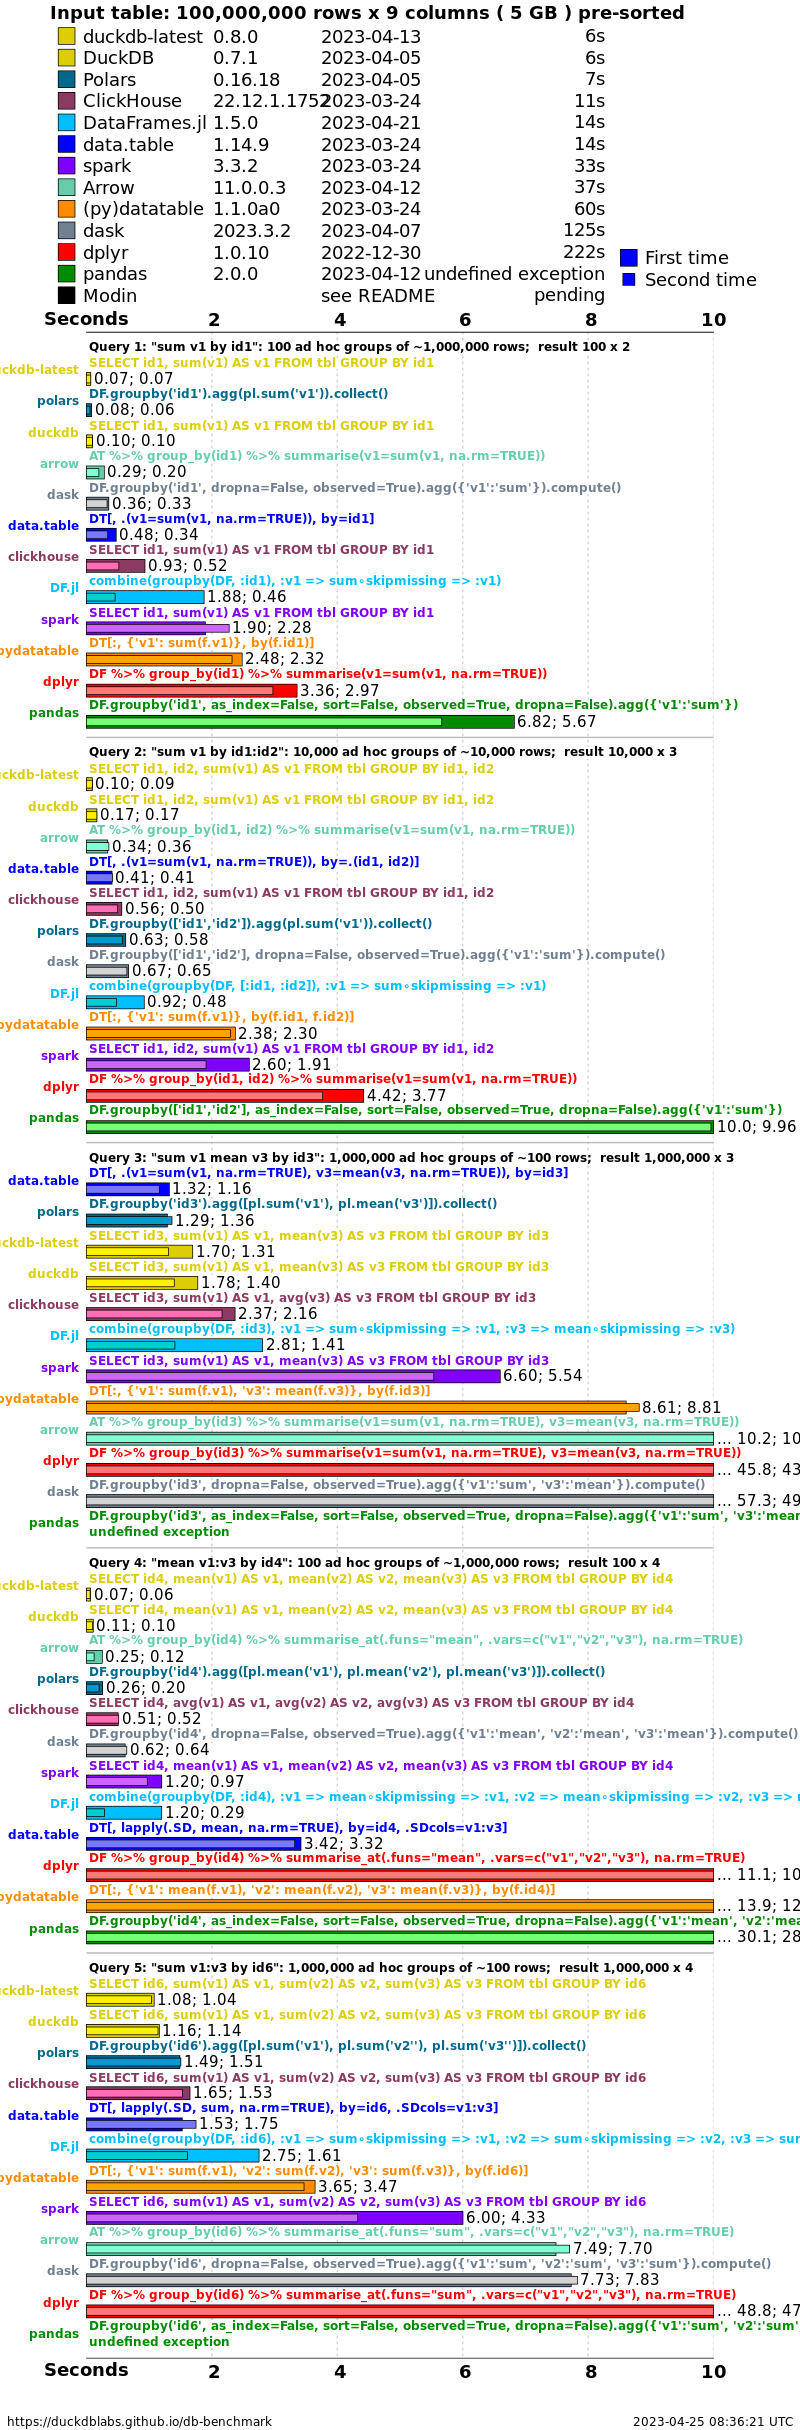 Input table: 100,000,000 rows x 9 columns ( 5 GB ) pre-sorted
duckdb-latest 0.8.0 2023-04-13 6s
DuckDB 0.7.1 2023-04-05 6s
Polars 0.16.18 2023-04-05 7s
ClickHouse 22.12.1.1752 2023-03-24 11s
DataFrames.jl 1.5.0 2023-04-21 14s
data.table 1.14.9 2023-03-24 14s
spark 3.3.2 2023-03-24 33s
Arrow 11.0.0.3 2023-04-12 37s
(py)datatable 1.1.0a0 2023-03-24 60s
dask 2023.3.2 2023-04-07 125s
dplyr 1.0.10 2022-12-30 222s
pandas 2.0.0 2023-04-12 undefined exception
Modin see README pending
First time
Second time
Seconds 2 4 6 8 10
Query 1: "sum v1 by id1": 100 ad hoc groups of ~1,000,000 rows; result 100 x 2
SELECT id1, sum(v1) AS v1 FROM tbl GROUP BY id1
uckdb-latest 0.07; 0.07
DF.groupby('id1').agg(pl.sum('v1')).collect()
polars 0.08; 0.06
SELECT id1, sum(v1) AS v1 FROM tbl GROUP BY id1
duckdb 0.10; 0.10
AT %>% group_by(id1) %>% summarise(v1=sum(v1, na.rm=TRUE))
arrow 0.29; 0.20
DF.groupby('id1', dropna=False, observed=True).agg({'v1':'sum'}).compute()
dask 0.36; 0.33
DT[, .(v1=sum(v1, na.rm=TRUE)), by=id1]
data.table 0.48; 0.34
SELECT id1, sum(v1) AS v1 FROM tbl GROUP BY id1
clickhouse 0.93; 0.52
combine(groupby(DF, :id1), :v1 => sum∘skipmissing => :v1)
DF.jl 1.88; 0.46
SELECT id1, sum(v1) AS v1 FROM tbl GROUP BY id1
spark 1.90; 2.28
DT[:, {'v1': sum(f.v1)}, by(f.id1)]
pydatatable 2.48; 2.32
DF %>% group_by(id1) %>% summarise(v1=sum(v1, na.rm=TRUE))
dplyr 3.36; 2.97
DF.groupby('id1', as_index=False, sort=False, observed=True, dropna=False).agg({'v1':'sum'})
pandas 6.82; 5.67
Query 2: "sum v1 by id1:id2": 10,000 ad hoc groups of ~10,000 rows; result 10,000 x 3
SELECT id1, id2, sum(v1) AS v1 FROM tbl GROUP BY id1, id2
uckdb-latest 0.10; 0.09
SELECT id1, id2, sum(v1) AS v1 FROM tbl GROUP BY id1, id2
duckdb 0.17; 0.17
AT %>% group_by(id1, id2) %>% summarise(v1=sum(v1, na.rm=TRUE))
arrow 0.34; 0.36
DT[, .(v1=sum(v1, na.rm=TRUE)), by=.(id1, id2)]
data.table 0.41; 0.41
SELECT id1, id2, sum(v1) AS v1 FROM tbl GROUP BY id1, id2
clickhouse 0.56; 0.50
DF.groupby(['id1','id2']).agg(pl.sum('v1')).collect()
polars 0.63; 0.58
DF.groupby(['id1','id2'], dropna=False, observed=True).agg({'v1':'sum'}).compute()
dask 0.67; 0.65
combine(groupby(DF, [:id1, :id2]), :v1 => sum∘skipmissing => :v1)
DF.jl 0.92; 0.48
DT[:, {'v1': sum(f.v1)}, by(f.id1, f.id2)]
pydatatable 2.38; 2.30
SELECT id1, id2, sum(v1) AS v1 FROM tbl GROUP BY id1, id2
spark 2.60; 1.91
DF %>% group_by(id1, id2) %>% summarise(v1=sum(v1, na.rm=TRUE))
dplyr 4.42; 3.77
DF.groupby(['id1','id2'], as_index=False, sort=False, observed=True, dropna=False).agg({'v1':'sum'})
pandas 10.0; 9.96
Query 3: "sum v1 mean v3 by id3": 1,000,000 ad hoc groups of ~100 rows; result 1,000,000 x 3
DT[, .(v1=sum(v1, na.rm=TRUE), v3=mean(v3, na.rm=TRUE)), by=id3]
data.table 1.32; 1.16
DF.groupby('id3').agg([pl.sum('v1'), pl.mean('v3')]).collect()
polars 1.29; 1.36
SELECT id3, sum(v1) AS v1, mean(v3) AS v3 FROM tbl GROUP BY id3
uckdb-latest 1.70; 1.31
SELECT id3, sum(v1) AS v1, mean(v3) AS v3 FROM tbl GROUP BY id3
duckdb 1.78; 1.40
SELECT id3, sum(v1) AS v1, avg(v3) AS v3 FROM tbl GROUP BY id3
clickhouse 2.37; 2.16
combine(groupby(DF, :id3), :v1 => sum∘skipmissing => :v1, :v3 => mean∘skipmissing => :v3)
DF.jl 2.81; 1.41
SELECT id3, sum(v1) AS v1, mean(v3) AS v3 FROM tbl GROUP BY id3
spark 6.60; 5.54
DT[:, {'v1': sum(f.v1), 'v3': mean(f.v3)}, by(f.id3)]
pydatatable 8.61; 8.81
AT %>% group_by(id3) %>% summarise(v1=sum(v1, na.rm=TRUE), v3=mean(v3, na.rm=TRUE))
arrow ... 10.2; 10
DF %>% group_by(id3) %>% summarise(v1=sum(v1, na.rm=TRUE), v3=mean(v3, na.rm=TRUE))
dplyr ... 45.8; 43
DF.groupby('id3', dropna=False, observed=True).agg({'v1':'sum', 'v3':'mean'}).compute()
dask ... 57.3; 49
DF.groupby('id3', as_index=False, sort=False, observed=True, dropna=False).agg({'v1':'sum', 'v3':'mean
pandas
undefined exception
Query 4: "mean v1:v3 by id4": 100 ad hoc groups of ~1,000,000 rows; result 100 x 4
SELECT id4, mean(v1) AS v1, mean(v2) AS v2, mean(v3) AS v3 FROM tbl GROUP BY id4
uckdb-latest 0.07; 0.06
SELECT id4, mean(v1) AS v1, mean(v2) AS v2, mean(v3) AS v3 FROM tbl GROUP BY id4
duckdb 0.11; 0.10
AT %>% group_by(id4) %>% summarise_at(.funs="mean", .vars=c("v1","v2","v3"), na.rm=TRUE)
arrow 0.25; 0.12
DF.groupby('id4').agg([pl.mean('v1'), pl.mean('v2'), pl.mean('v3')]).collect()
polars 0.26; 0.20
SELECT id4, avg(v1) AS v1, avg(v2) AS v2, avg(v3) AS v3 FROM tbl GROUP BY id4
clickhouse 0.51; 0.52
DF.groupby('id4', dropna=False, observed=True).agg({'v1':'mean', 'v2':'mean', 'v3':'mean'}).compute()
dask 0.62; 0.64
SELECT id4, mean(v1) AS v1, mean(v2) AS v2, mean(v3) AS v3 FROM tbl GROUP BY id4
spark 1.20; 0.97
combine(groupby(DF, :id4), :v1 => mean∘skipmissing => :v1, :v2 => mean∘skipmissing => :v2, :v3 => m
DF.jl 1.20; 0.29
DT[, lapply(.SD, mean, na.rm=TRUE), by=id4, .SDcols=v1:v3]
data.table 3.42; 3.32
DF %>% group_by(id4) %>% summarise_at(.funs="mean", .vars=c("v1","v2","v3"), na.rm=TRUE)
dplyr ... 11.1; 10
DT[:, {'v1': mean(f.v1), 'v2': mean(f.v2), 'v3': mean(f.v3)}, by(f.id4)]
pydatatable ... 13.9; 12
DF.groupby('id4', as_index=False, sort=False, observed=True, dropna=False).agg({'v1':'mean', 'v2':'mea
pandas ... 30.1; 28
Query 5: "sum v1:v3 by id6": 1,000,000 ad hoc groups of ~100 rows; result 1,000,000 x 4
SELECT id6, sum(v1) AS v1, sum(v2) AS v2, sum(v3) AS v3 FROM tbl GROUP BY id6
uckdb-latest 1.08; 1.04
SELECT id6, sum(v1) AS v1, sum(v2) AS v2, sum(v3) AS v3 FROM tbl GROUP BY id6
duckdb 1.16; 1.14
DF.groupby('id6').agg([pl.sum('v1'), pl.sum('v2''), pl.sum('v3'')]).collect()
polars 1.49; 1.51
SELECT id6, sum(v1) AS v1, sum(v2) AS v2, sum(v3) AS v3 FROM tbl GROUP BY id6
clickhouse 1.65; 1.53
DT[, lapply(.SD, sum, na.rm=TRUE), by=id6, .SDcols=v1:v3]
data.table 1.53; 1.75
combine(groupby(DF, :id6), :v1 => sum∘skipmissing => :v1, :v2 => sum∘skipmissing => :v2, :v3 => sum
DF.jl 2.75; 1.61
DT[:, {'v1': sum(f.v1), 'v2': sum(f.v2), 'v3': sum(f.v3)}, by(f.id6)]
pydatatable 3.65; 3.47
SELECT id6, sum(v1) AS v1, sum(v2) AS v2, sum(v3) AS v3 FROM tbl GROUP BY id6
spark 6.00; 4.33
AT %>% group_by(id6) %>% summarise_at(.funs="sum", .vars=c("v1","v2","v3"), na.rm=TRUE)
arrow 7.49; 7.70
DF.groupby('id6', dropna=False, observed=True).agg({'v1':'sum', 'v2':'sum', 'v3':'sum'}).compute()
dask 7.73; 7.83
DF %>% group_by(id6) %>% summarise_at(.funs="sum", .vars=c("v1","v2","v3"), na.rm=TRUE)
dplyr ... 48.8; 47
DF.groupby('id6', as_index=False, sort=False, observed=True, dropna=False).agg({'v1':'sum', 'v2':'sum'
pandas
undefined exception
Seconds 2 4 6 8 10
https://duckdblabs.github.io/db-benchmark 2023-04-25 08:36:21 UTC